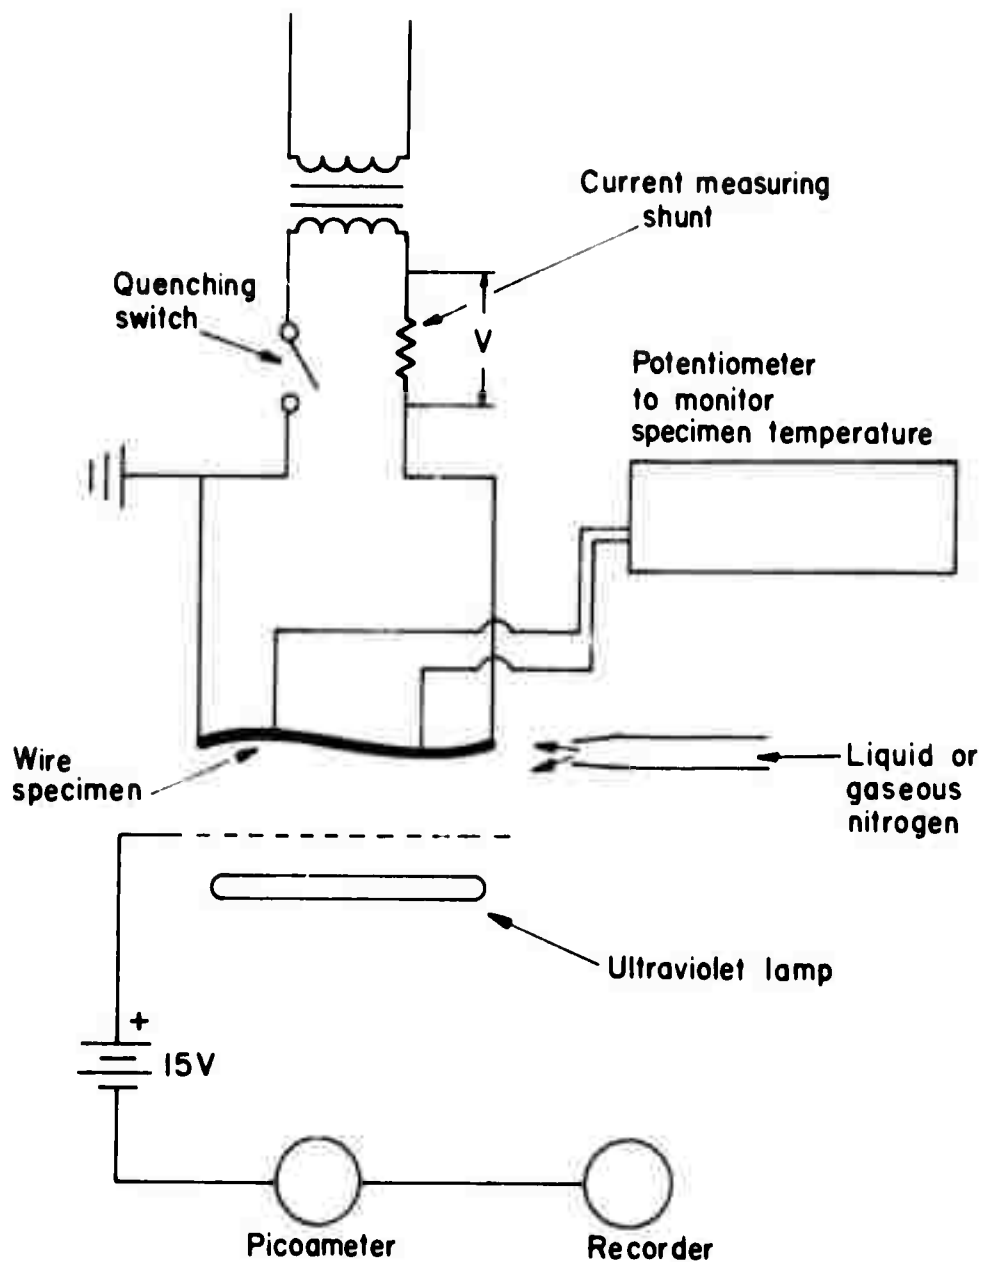 Current measuring
shunt
Quenching
switch
V
Potentiometer
to monitor
specimen temperature
Wire
specimen
Liquid or
gaseous
nitrogen
Ultraviolet lamp
+
15V
Picoameter
Recorder